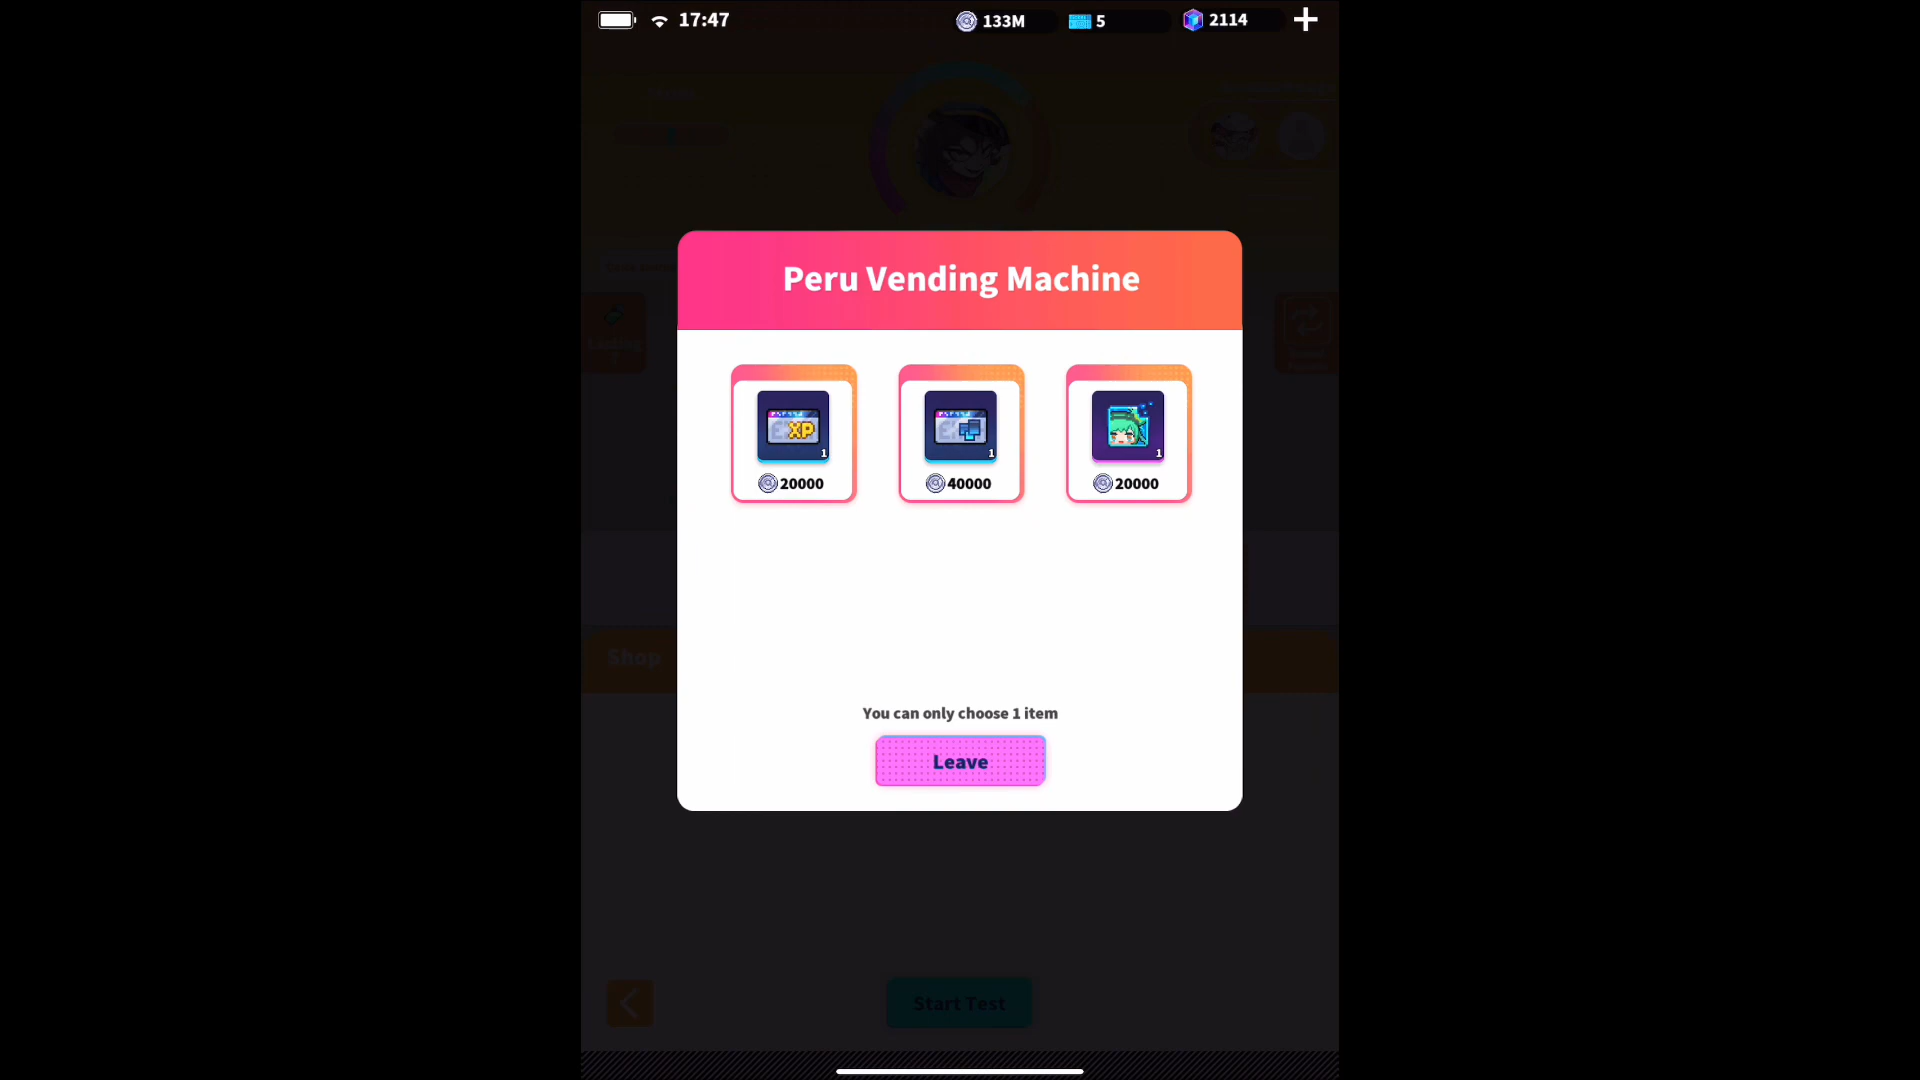 17:47
133M
5
2114
Peru Vending Machine
XP
1
1
1
20000
40000
20000
You can only choose 1 item
Leave
Shop
Start Test